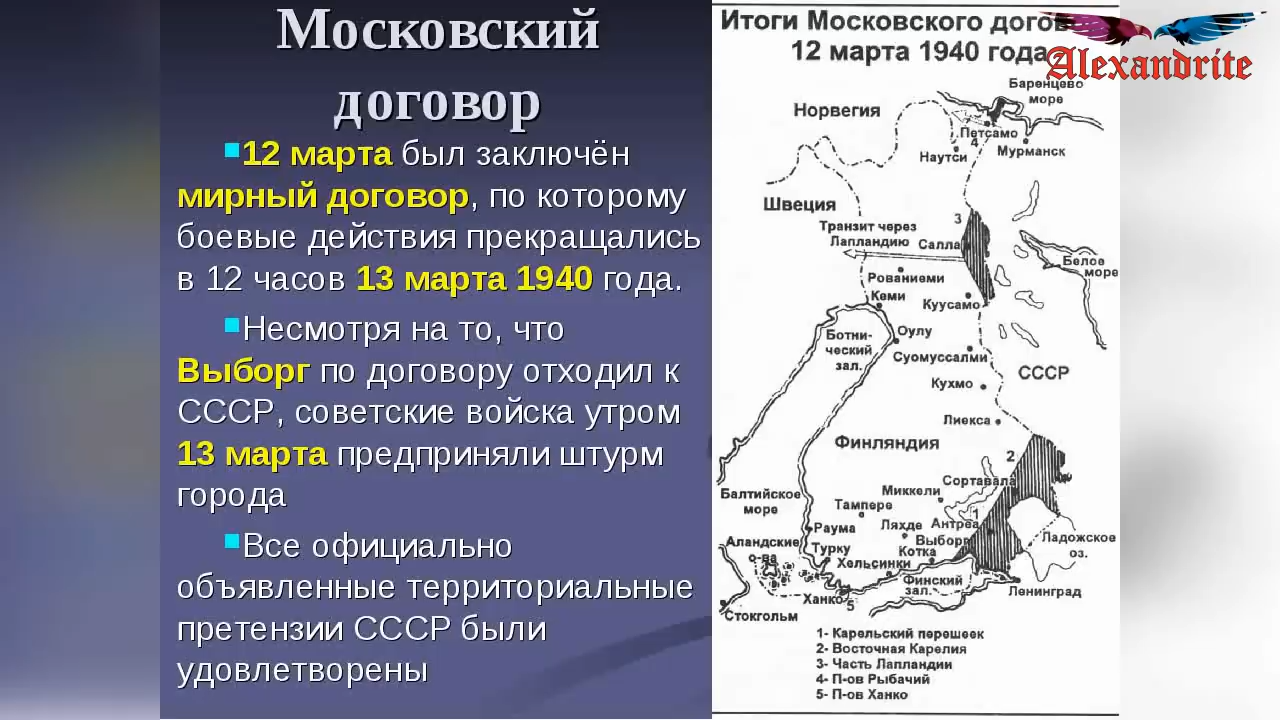 Московский
договор
12 марта был заключён
мирный договор, по которому
боевые действия прекращались
в 12 часов 13 марта 1940 года.
Несмотря на то, что
Выборг по договору отходил к
СССР, советские войска утром
13 марта предприняли штурм
города
Все официально
объявленные территориальные
претензии СССР были
удовлетворены
Итоги Московского догов
12 марта 1940 года
Alexandrite
Баренцево
море
Норвегия
Петсамо
4
Наутси
Мурманск
Швеция
3
Транзит через
Лапландию
Салла
Белое
море
Рованиеми
Кеми
Куусамо
Ботни-
ческий
зал.
Оулу
Суомуссалми
СССР
Кухмо
Лиекса
Финляндия
2
Сортавала
Миккели
Балтийское
море
Тампере
1
Раума
Ляхде
Антреа
Выборг
Ладожское
оз.
Аландские
о-ва
Турку
Котка
Хельсинки
Финский
зал.
Ленинград
Ханко
5
Стокгольм
1- Карельский перешеек
2- Восточная Карелия
3- Часть Лапландии
4- П-ов Рыбачий
5- П-ов Ханко